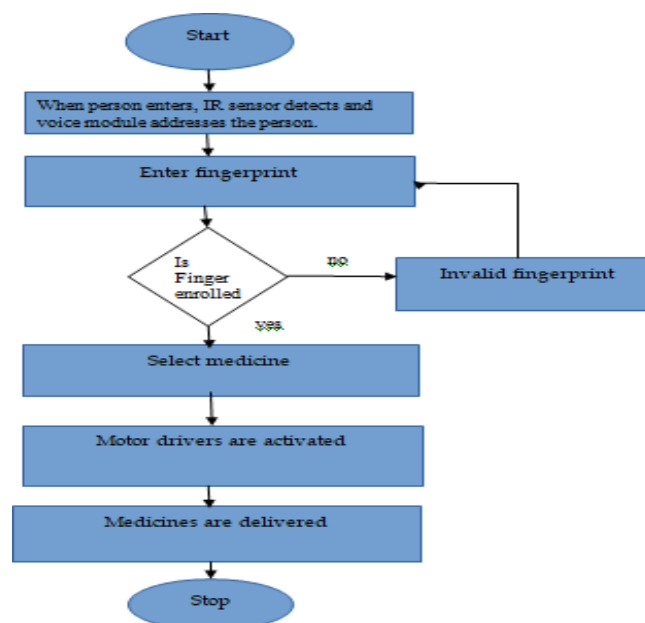 Start
When person enters, IR sensor detects and
voice module addresses the person.
Enter fingerprint
Is
Finger
enrolled
no
Invalid fingerprint
yes
Select medicine
Motor drivers are activated
Medicines are delivered
Stop